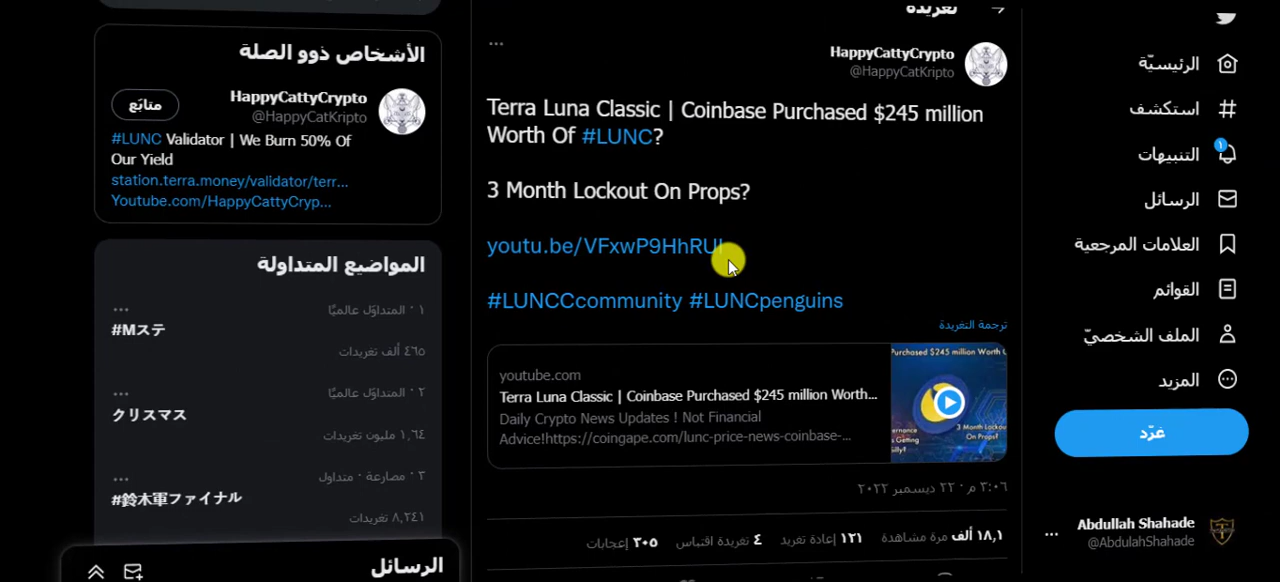 تغريدة
HappyCattyCrypto
@HappyCatKripto
Terra Luna Classic | Coinbase Purchased $245 million
Worth Of #LUNC?
3 Month Lockout On Props?
youtu.be/VFxwP9HhRUI
#LUNCCcommunity #LUNCpenguins
ترجمة التغريدة
youtube.com
Terra Luna Classic | Coinbase Purchased $245 million Worth...
Daily Crypto News Updates ! Not Financial
Advice!https://coingape.com/lunc-price-news-coinbase-...
Purchased $245 million Worth
3 Month Lockout
On Props?
٣:٠٦ م · ٢٢ ديسمبر ٢٠٢٢
١٨,١ ألف مرة مشاهدة ١٢١ إعادة تغريد ٤ تغريدة اقتباس ٣٠٥ إعجابات
الرئيسيّة
استكشف
١
التنبيهات
الرسائل
العلامات المرجعية
القوائم
الملف الشخصيّ
المزيد
غرّد
Abdullah Shahade
@AbdulahShahade
الأشخاص ذوو الصلة
HappyCattyCrypto
@HappyCatKripto
متابَع
#LUNC Validator | We Burn 50% Of
Our Yield
station.terra.money/validator/terr...
Youtube.com/HappyCattyCryp...
المواضيع المتداولة
١ · المتداوَل عالميًا
#Mステ
٤٦٥ ألف تغريدات
٢ · المتداوَل عالميًا
クリスマス
١,٦٤ مليون تغريدات
٣ · مصارعة · متداول
#鈴木軍ファイナル
٨,٢٤١ تغريدات
الرسائل